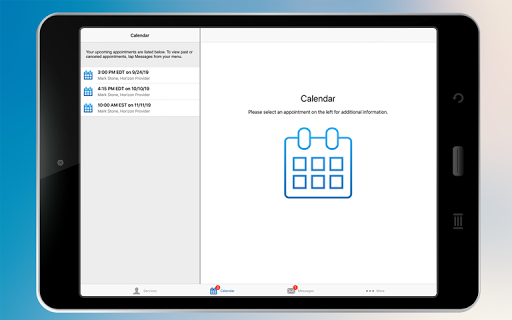 Calendar
Your upcoming appointments are listed below. To view past or
canceled appointments, tap Messages from your menu.
3:00 PM EDT on 9/24/19
Mark Stone, Horizon Provider
4:15 PM EDT on 10/10/19
Mark Stone, Horizon Provider
10:00 AM EST on 11/11/19
Mark Stone, Horizon Provider
Calendar
Please select an appointment on the left for additional information.
Services
Calendar
Messages
More